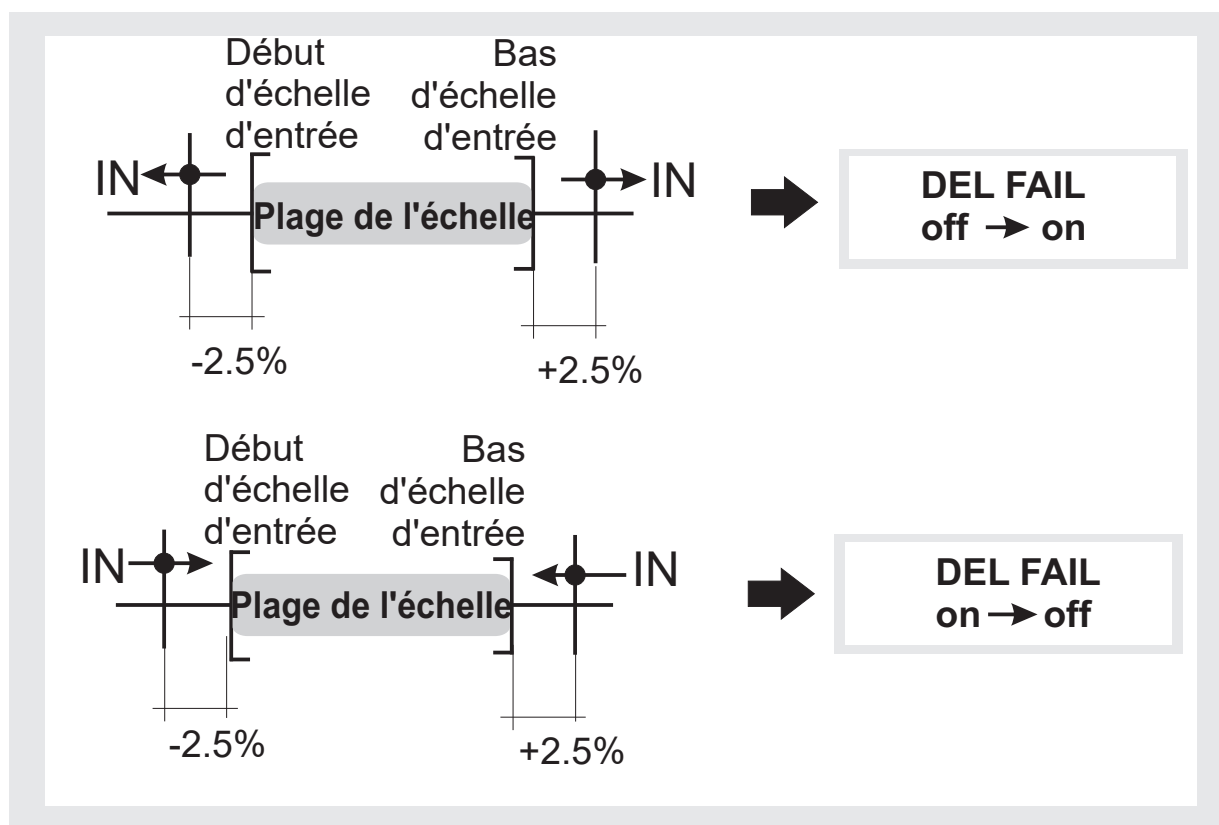 Début
d'échelle
d'entrée
Bas
d'échelle
d'entrée
IN
Plage de l'échelle
IN
-2.5%
+2.5%
DEL FAIL
off → on
Début
d'échelle
d'entrée
Bas
d'échelle
d'entrée
IN
Plage de l'échelle
IN
-2.5%
+2.5%
DEL FAIL
on → off